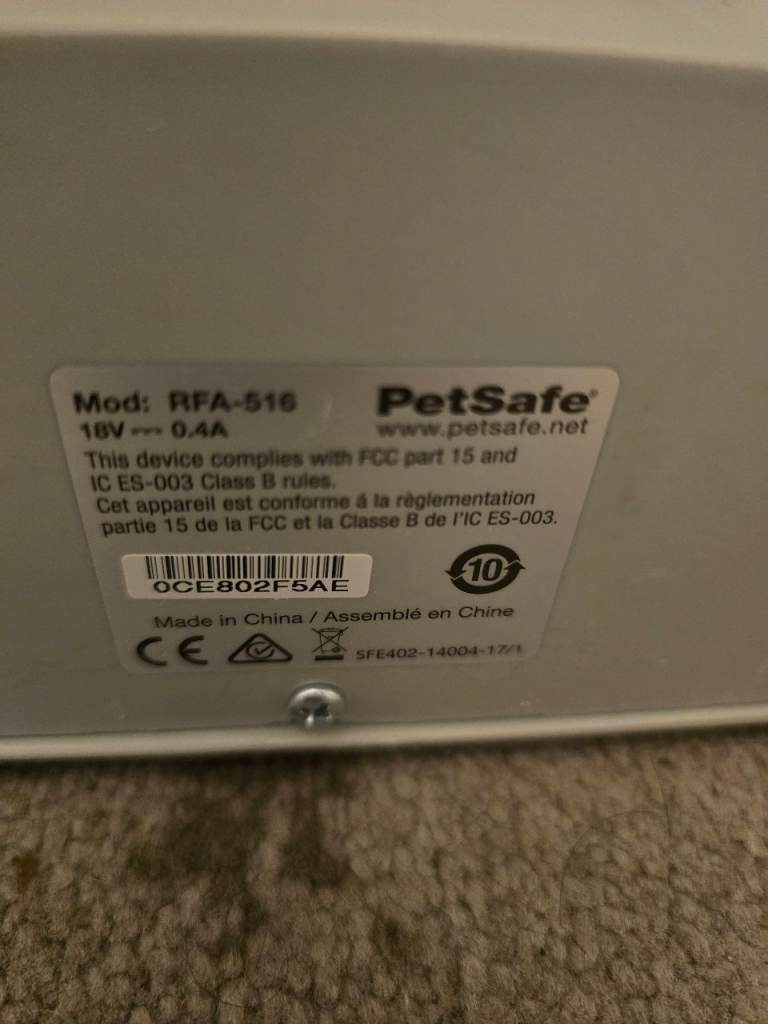 Mod: RFA-516
PetSafe®
18V ⎓ 0.4A
www.petsafe.net
This device complies with FCC part 15 and
IC ES-003 Class B rules.
Cet appareil est conforme á la règlementation
partie 15 de la FCC et la Classe B de l'IC ES-003.
0CE802F5AE
10
Made in China / Assemblé en Chine
CE
SFE402-14004-17/1